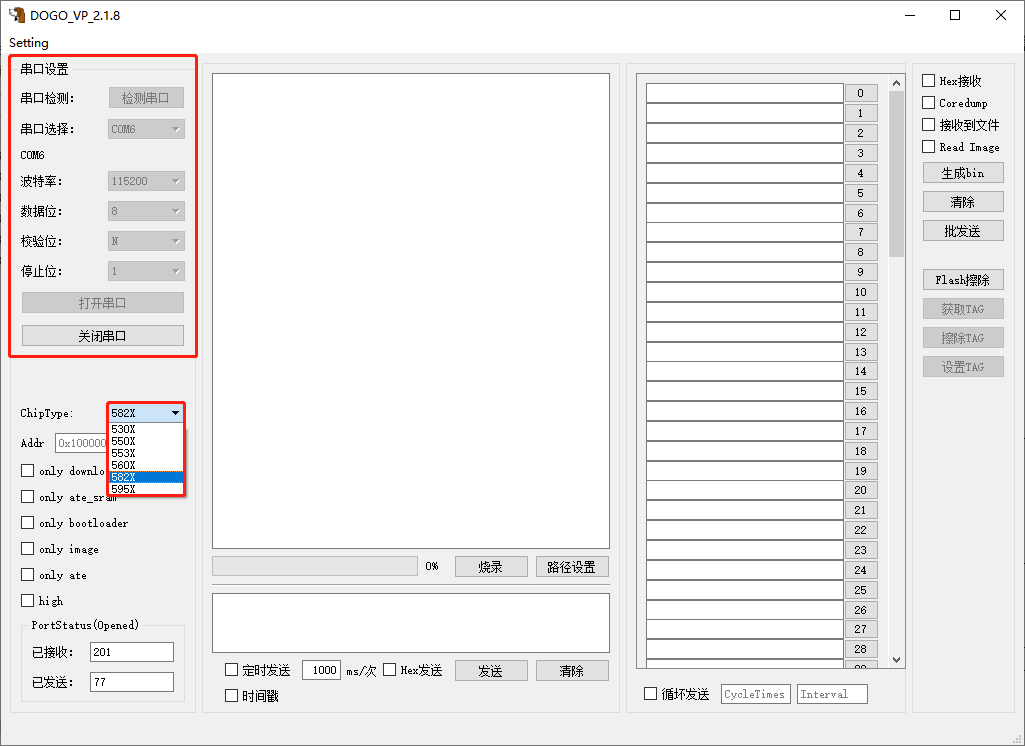 DOGO_VP_2.1.8
Setting
串口设置
串口检测: 检测串口
串口选择: COM6
COM6
波特率: 115200
数据位: 8
校验位: N
停止位: 1
打开串口
关闭串口
ChipType: 582X
530X
550X
553X
560X
582X
595X
Addr 0x100000
only downlo
only ate_sram
only bootloader
only image
only ate
high
PortStatus(Opened)
已接收: 201
已发送: 77
0% 烧录 路径设置
定时发送 1000 ms/次 Hex发送 发送 清除
时间戳
0
1
2
3
4
5
6
7
8
9
10
11
12
13
14
15
16
17
18
19
20
21
22
23
24
25
26
27
28
循环发送 CycleTimes Interval
Hex接收
Coredump
接收到文件
Read Image
生成bin
清除
批发送
Flash擦除
获取TAG
擦除TAG
设置TAG